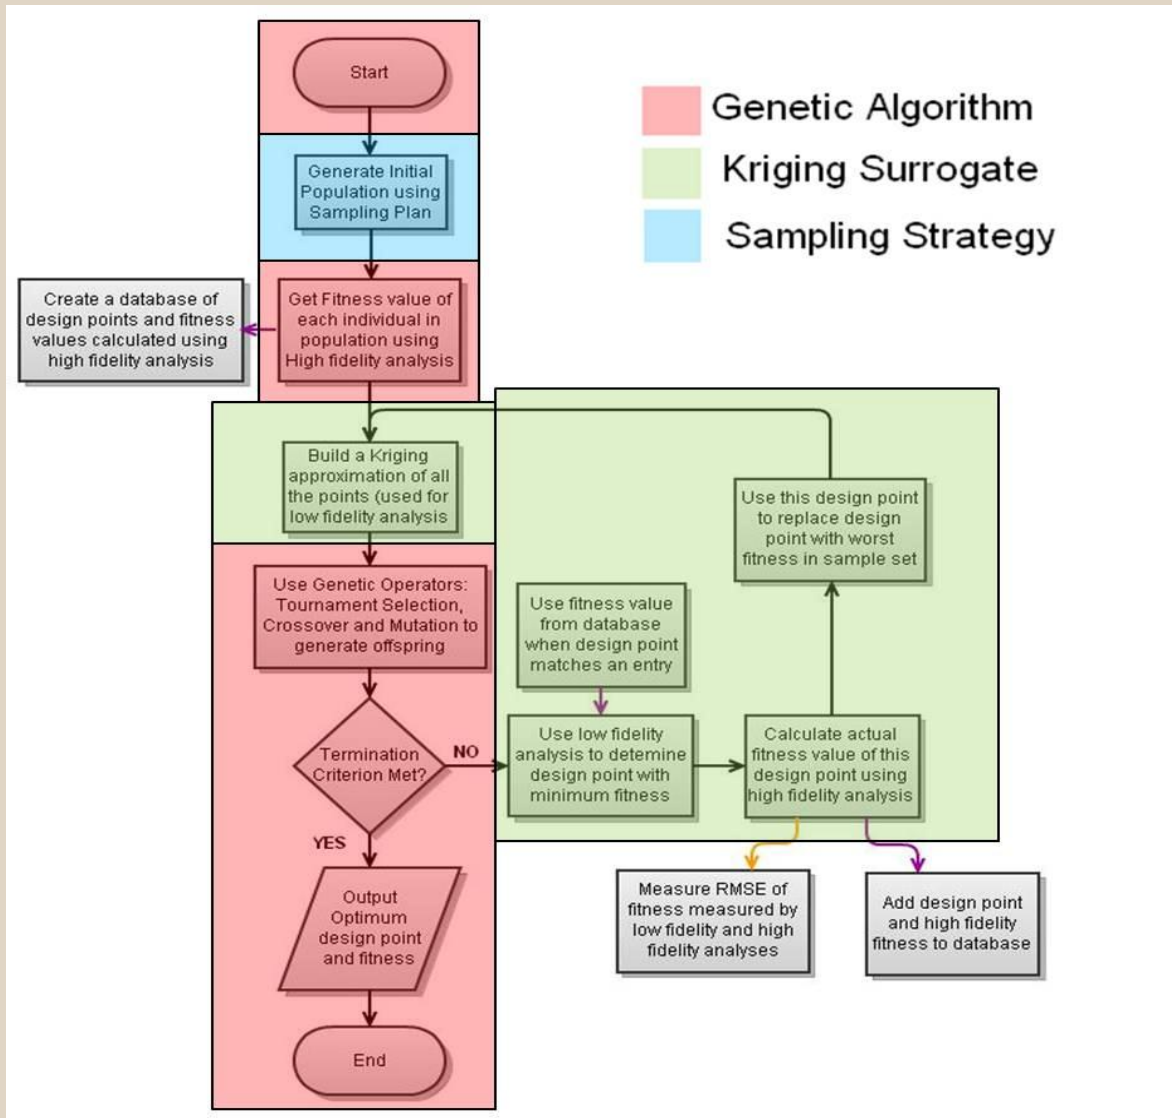 Start
Genetic Algorithm
Kriging Surrogate
Sampling Strategy
Generate Initial
Population using
Sampling Plan
Create a database of
design points and fitness
values calculated using
high fidelity analysis
Get Fitness value of
each individual in
population using
High fidelity analysis
Build a Kriging
approximation of all
the points (used for
low fidelity analysis
Use this design point
to replace design
point with worst
fitness in sample set
Use Genetic Operators:
Tournament Selection,
Crossover and Mutation to
generate offspring
Use fitness value
from database
when design point
matches an entry
Termination
Criterion Met?
NO
Use low fidelity
analysis to detemine
design point with
minimum fitness
Calculate actual
fitness value of this
design point using
high fidelity analysis
YES
Output
Optimum
design point
and fitness
Measure RMSE of
fitness measured by
low fidelity and high
fidelity analyses
Add design point
and high fidelity
fitness to database
End